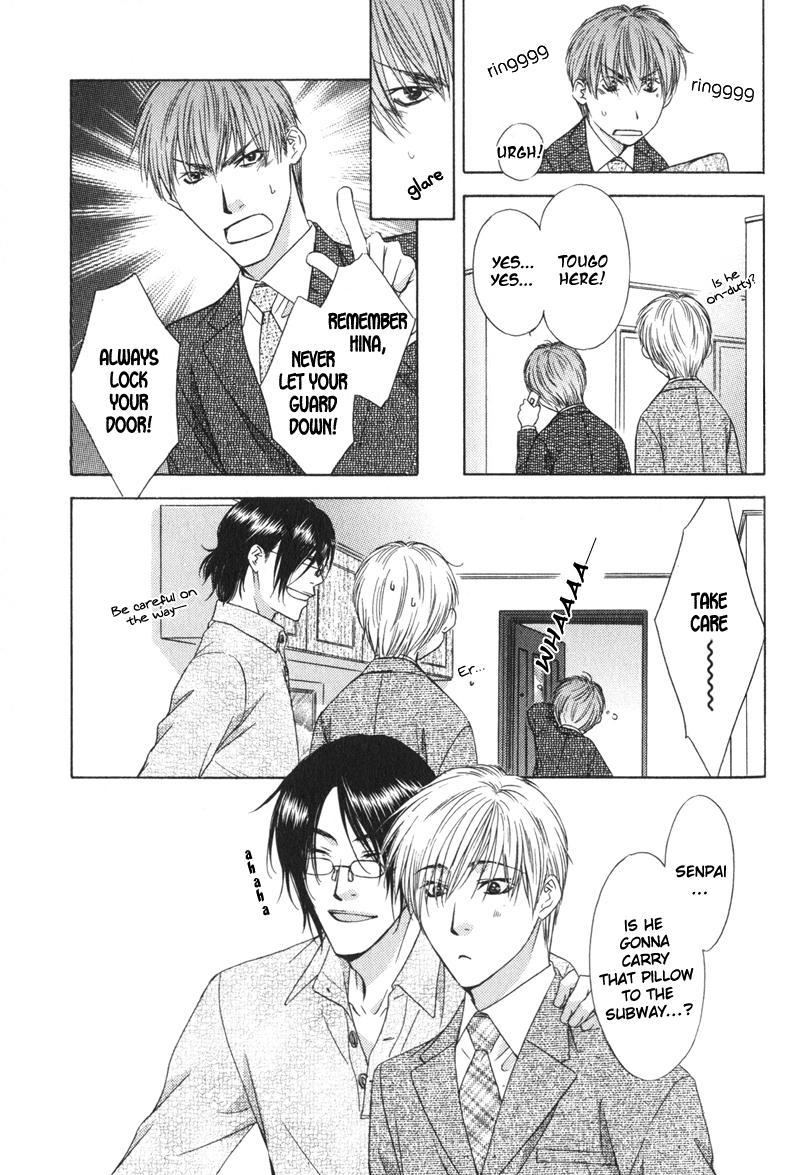 ringggg
ringggg
URGH!
TOUGO
HERE!
YES...
YES...
Is he
on-duty?
glare
REMEMBER
HINA,
NEVER
LET YOUR
GUARD
DOWN!
ALWAYS
LOCK
YOUR
DOOR!
TAKE
CARE
WHAAAA—
Er...
Be careful on
the way—
SENPAI
...
IS HE
GONNA
CARRY
THAT PILLOW
TO THE
SUBWAY...?
ahaha